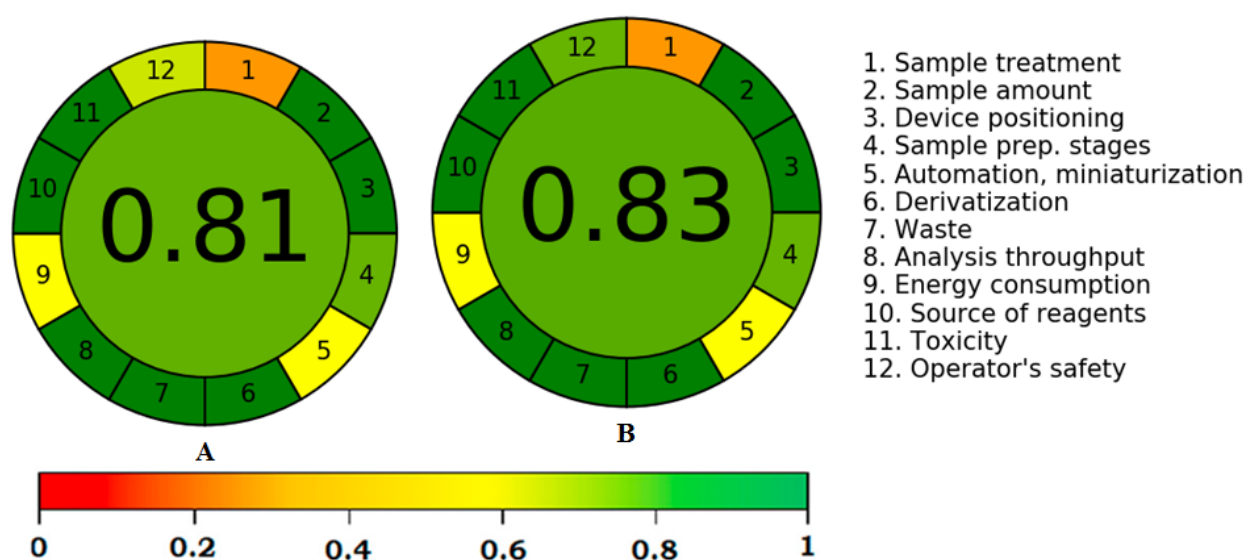 12 1
11 2
10 0.81 3
9 4
8 5
7 6
A
12 1
11 2
10 0.83 3
9 4
8 5
7 6
B
1. Sample treatment
2. Sample amount
3. Device positioning
4. Sample prep. stages
5. Automation, miniaturization
6. Derivatization
7. Waste
8. Analysis throughput
9. Energy consumption
10. Source of reagents
11. Toxicity
12. Operator's safety
0 0.2 0.4 0.6 0.8 1